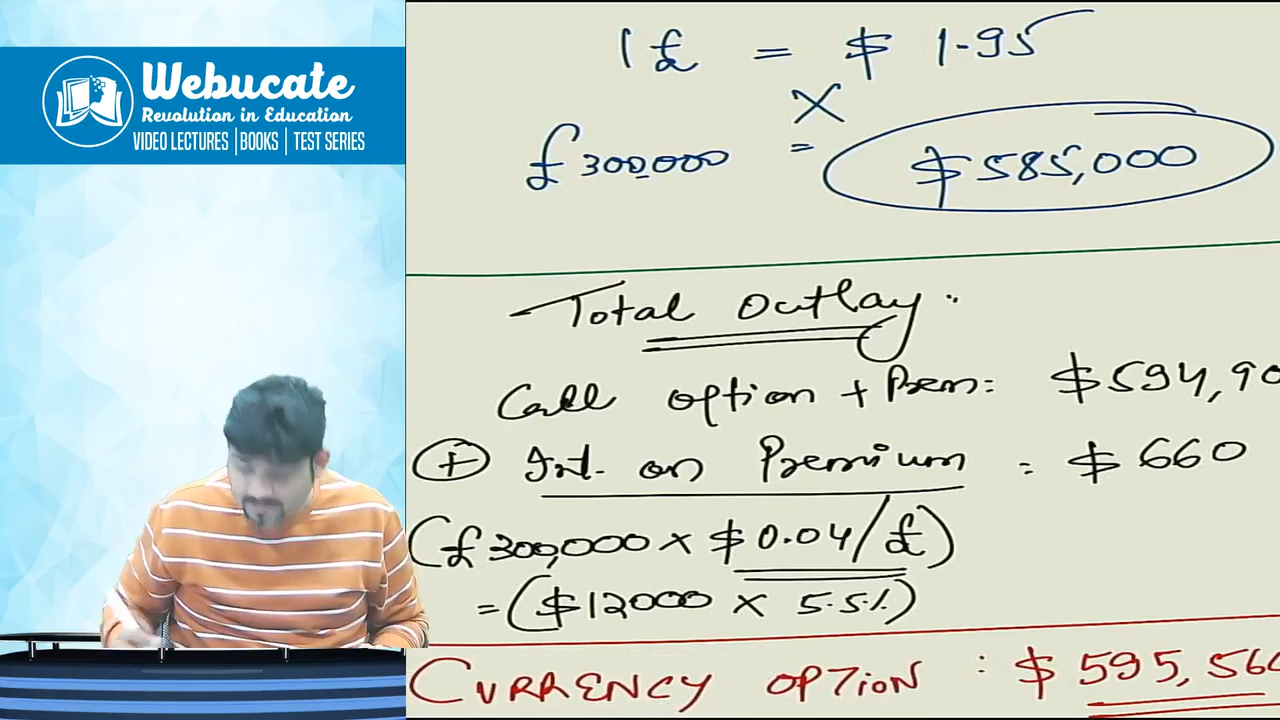 Webucate
Revolution in Education
VIDEO LECTURES | BOOKS | TEST SERIES
1£ = $ 1.95
X
£300,000 = $585,000
Total Outlay:
Call option + Prem: $594,90
+ Int. on Premium : $660
(£300,000 x $0.04/£)
= ($12000 x 5.5%)
CURRENCY OPTION : $ 595,56